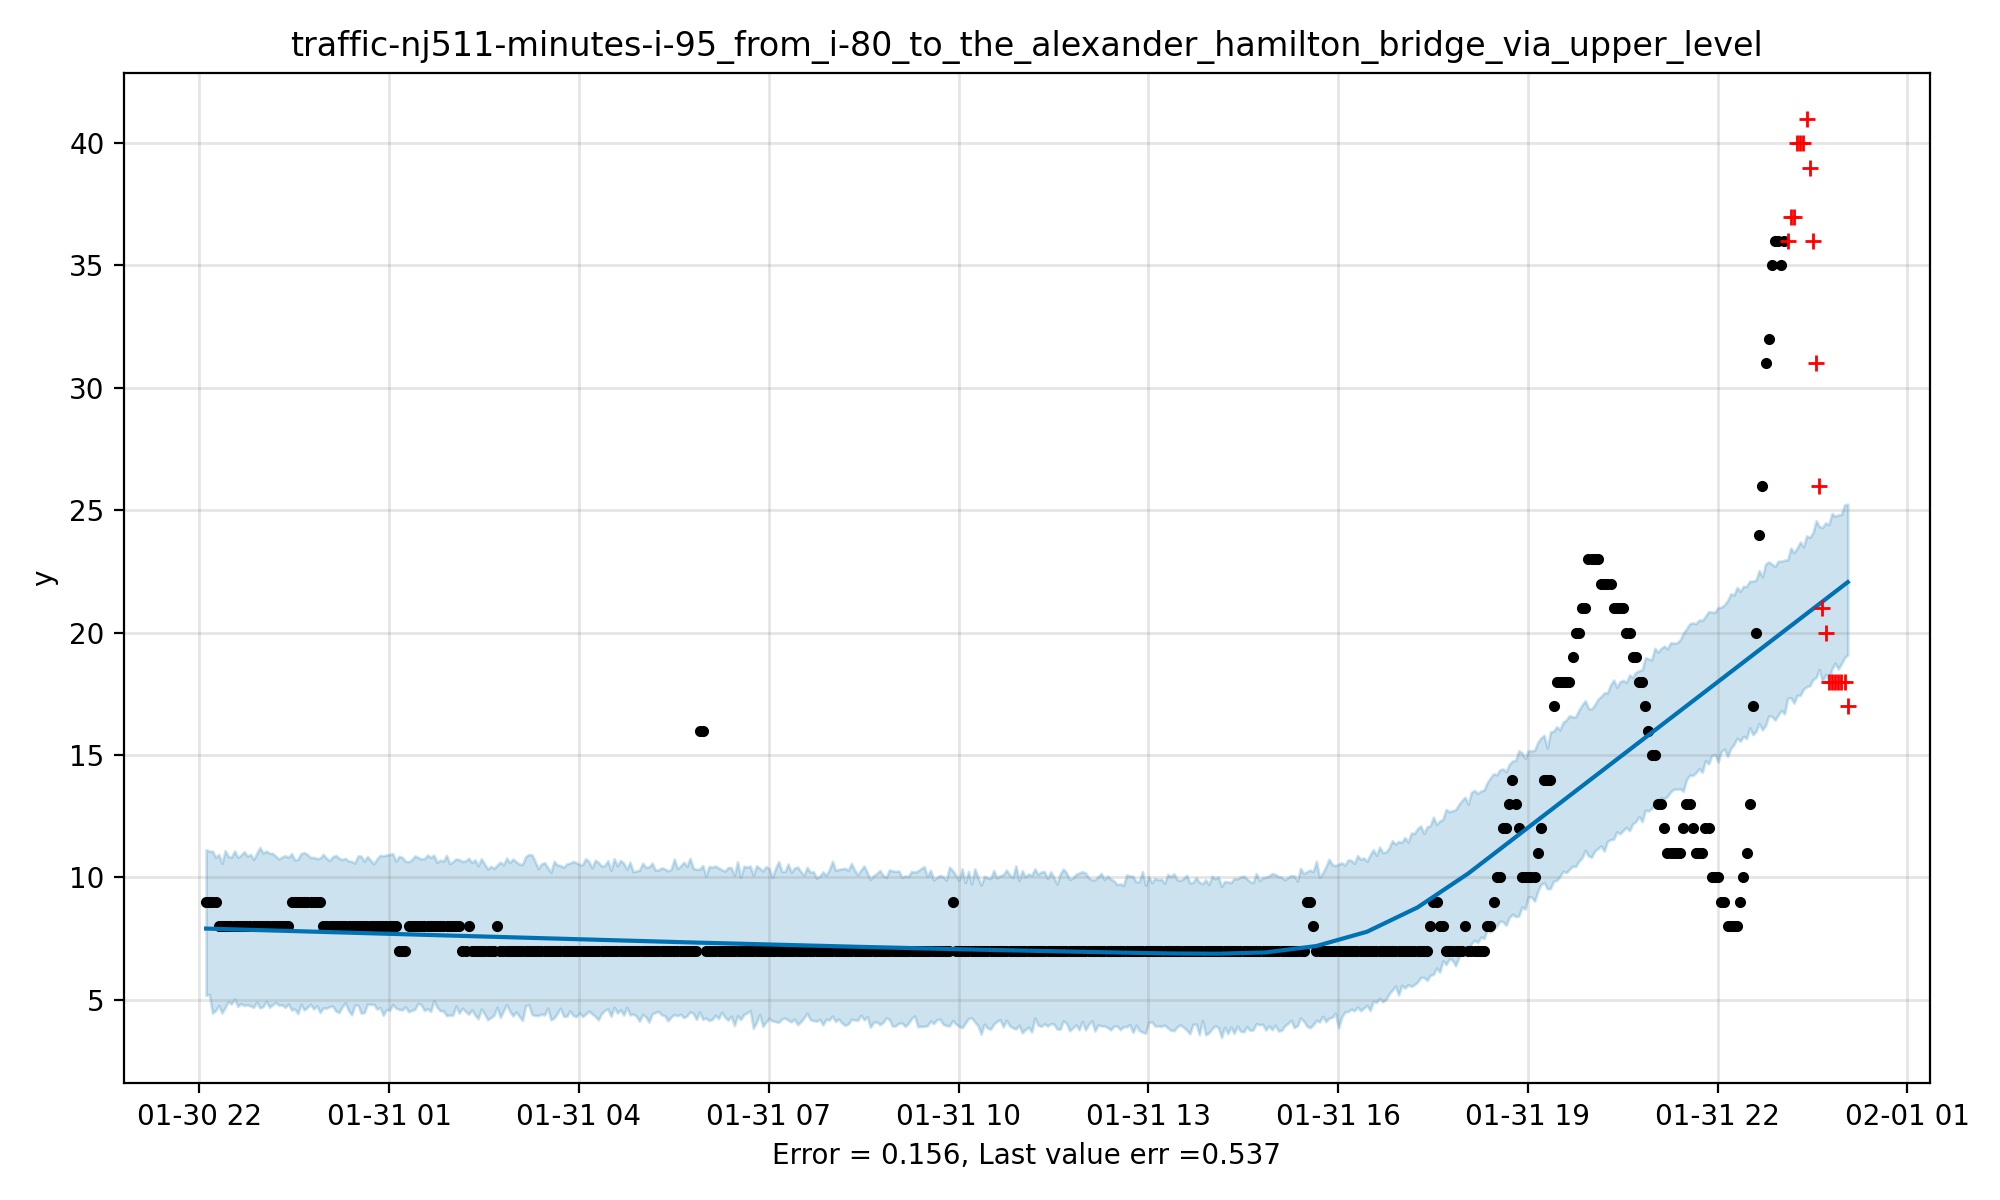 traffic-nj511-minutes-i-95_from_i-80_to_the_alexander_hamilton_bridge_via_upper_level
40
35
30
25
20
15
10
5
y
01-30 22 01-31 01 01-31 04 01-31 07 01-31 10 01-31 13 01-31 16 01-31 19 01-31 22 02-01 01
Error = 0.156, Last value err =0.537